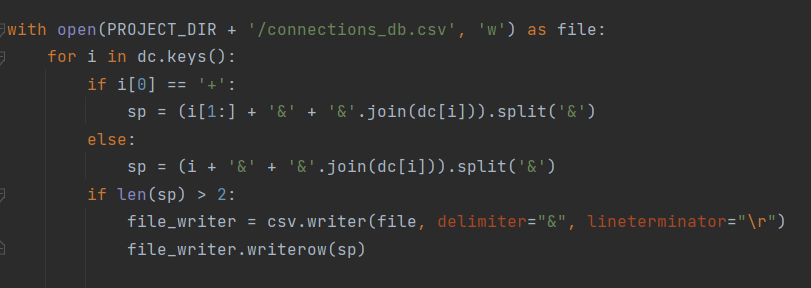 with open(PROJECT_DIR + '/connections_db.csv', 'w') as file:
    for i in dc.keys():
        if i[0] == '+':
            sp = (i[1:] + '&' + '&'.join(dc[i])).split('&')
        else:
            sp = (i + '&' + '&'.join(dc[i])).split('&')
        if len(sp) > 2:
            file_writer = csv.writer(file, delimiter="&", lineterminator="\r")
            file_writer.writerow(sp)